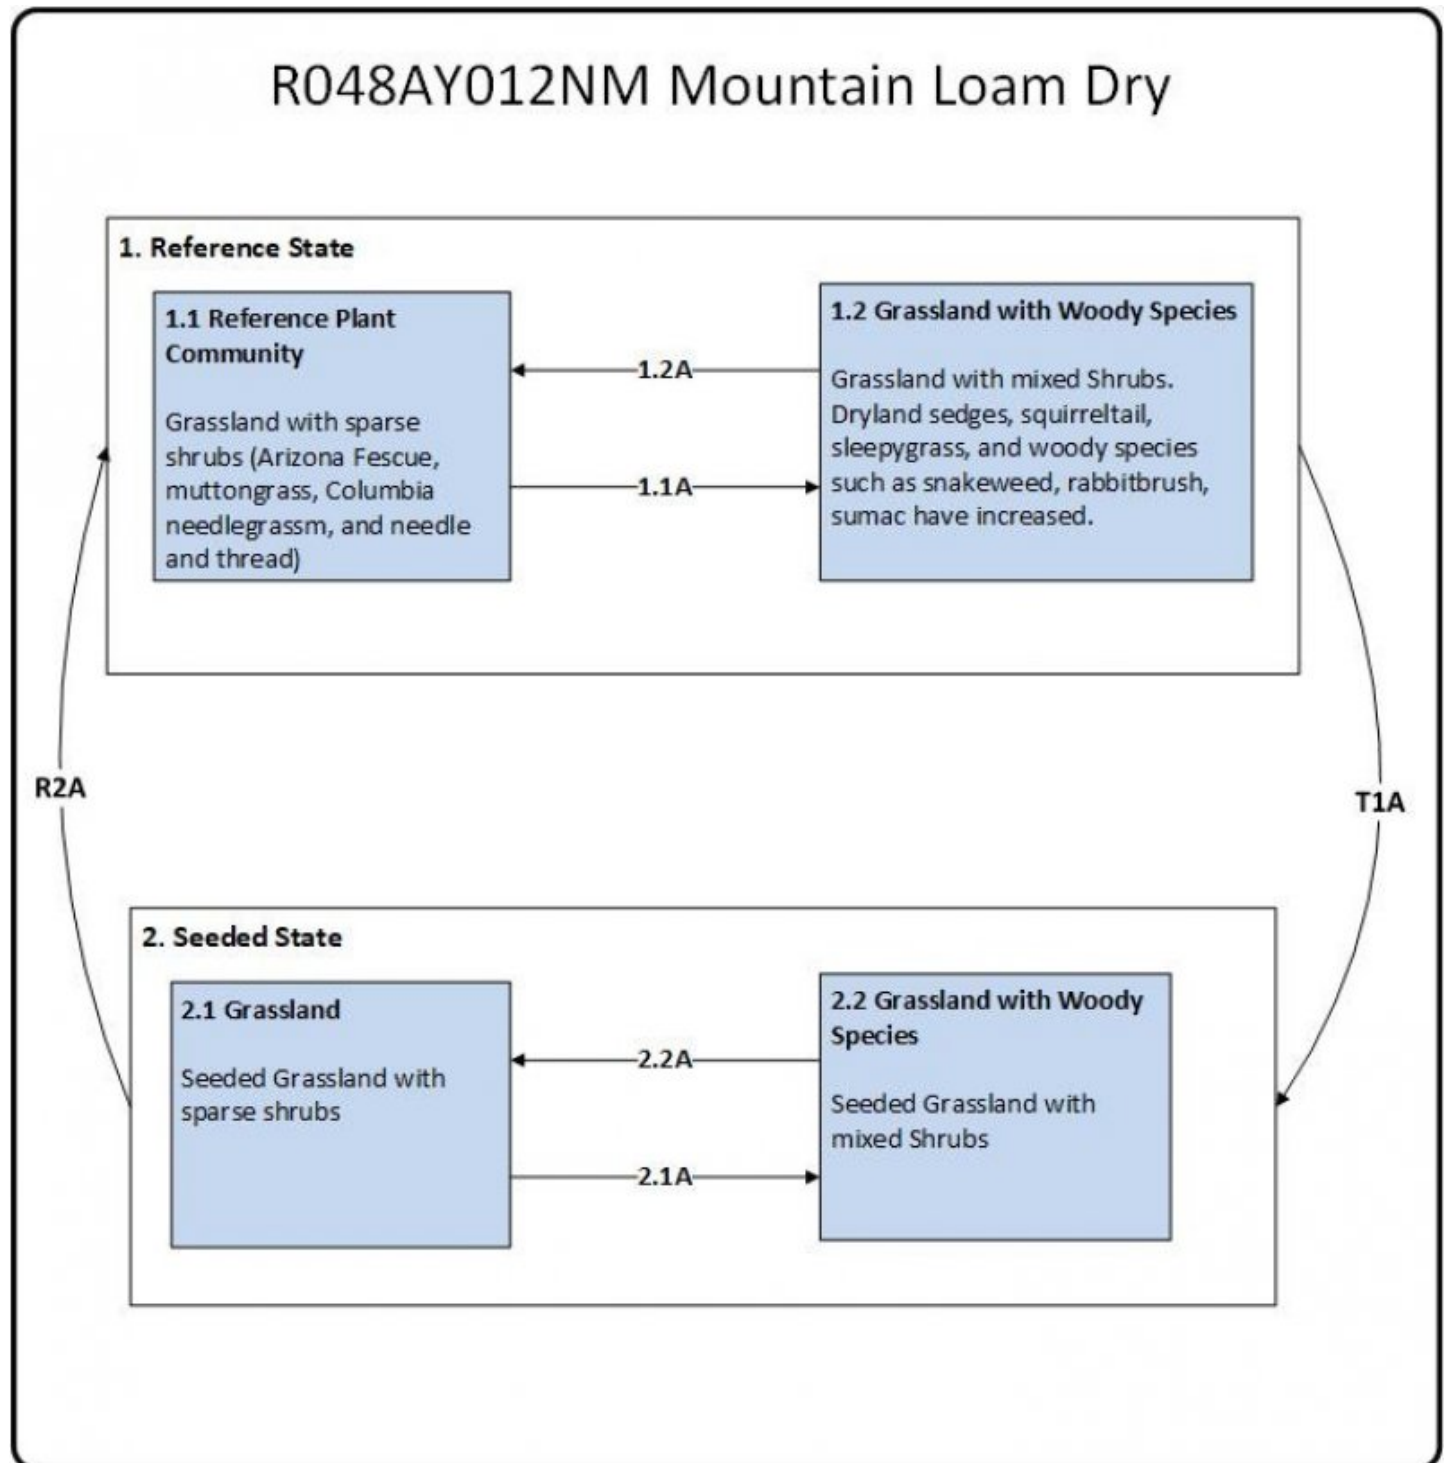 R048AY012NM Mountain Loam Dry
1. Reference State
1.1 Reference Plant
Community
Grassland with sparse
shrubs (Arizona Fescue,
muttongrass, Columbia
needlegrassm, and needle
and thread)
1.2A
1.1A
1.2 Grassland with Woody Species
Grassland with mixed Shrubs.
Dryland sedges, squirreltail,
sleepygrass, and woody species
such as snakeweed, rabbitbrush,
sumac have increased.
R2A
T1A
2. Seeded State
2.1 Grassland
Seeded Grassland with
sparse shrubs
2.2A
2.1A
2.2 Grassland with Woody
Species
Seeded Grassland with
mixed Shrubs